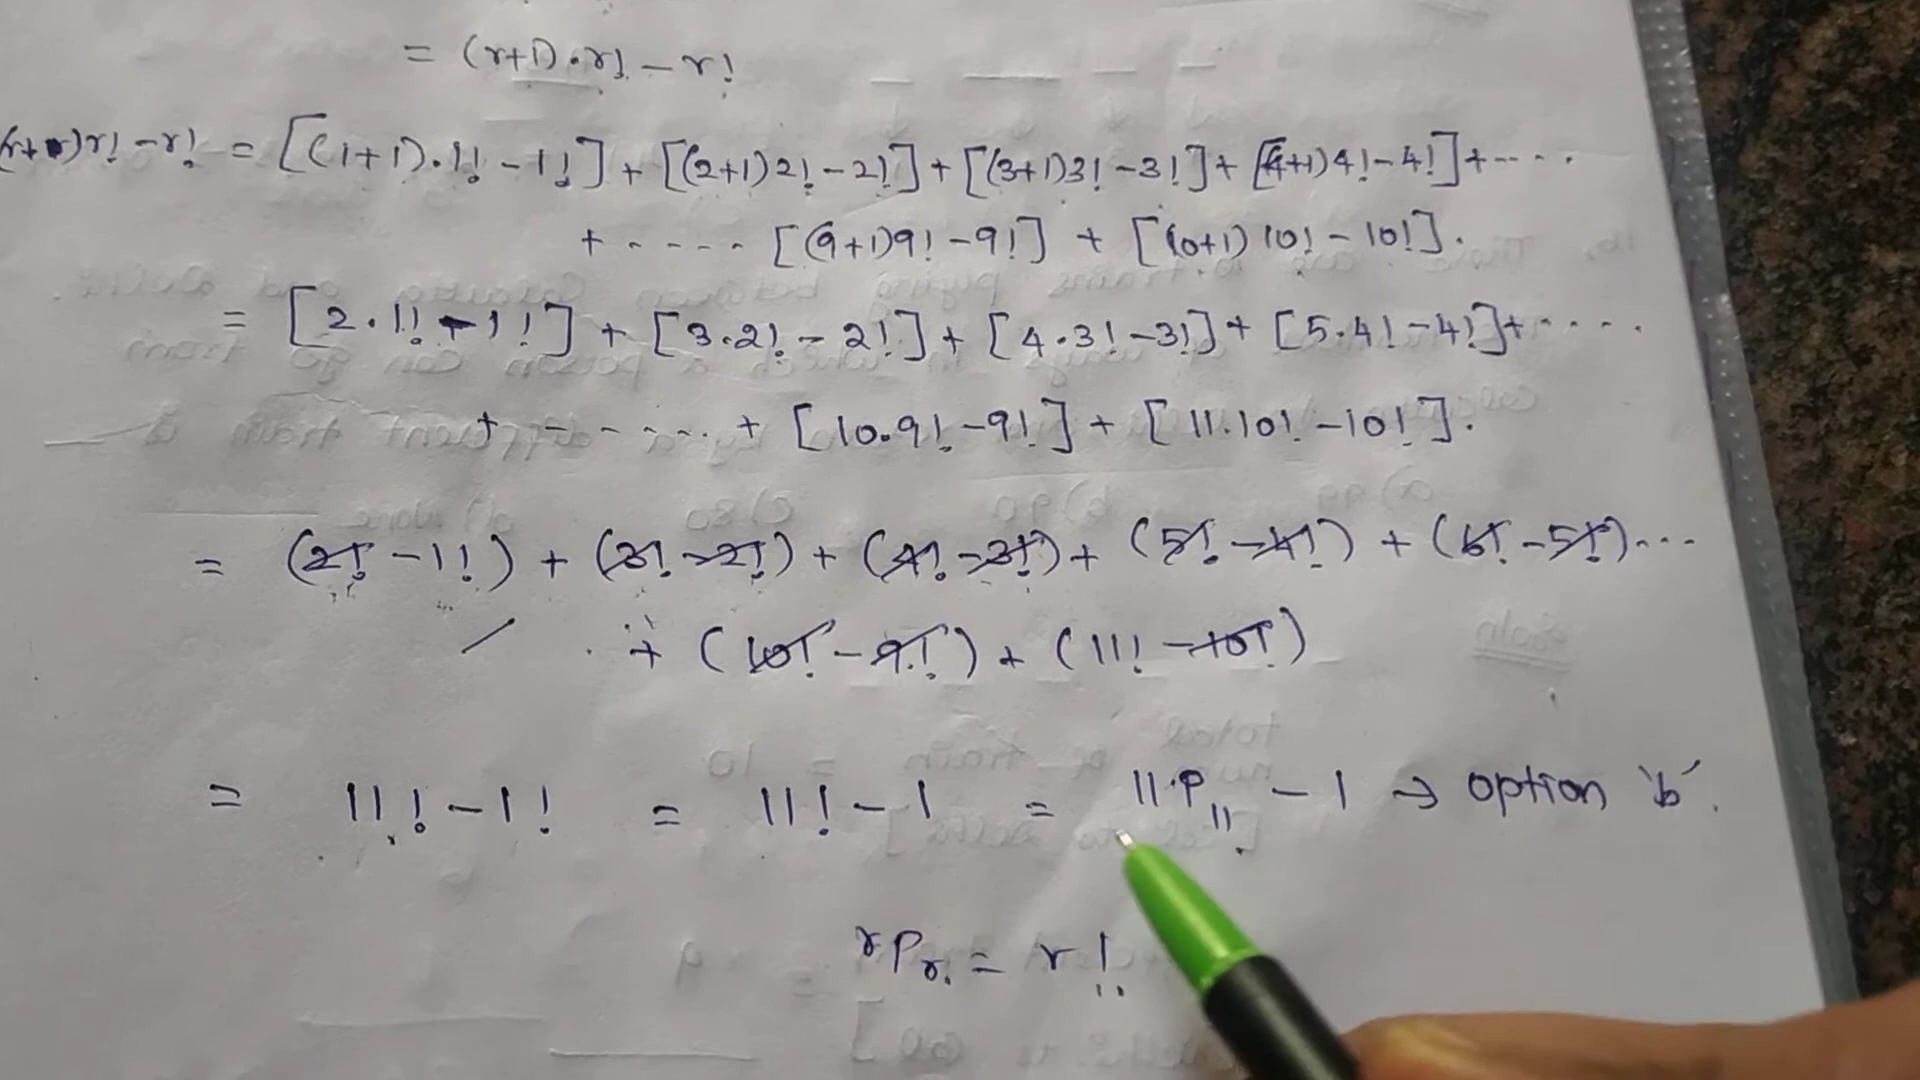 = (r+1)·r! - r!
r! - r! = [(1+1)·1! - 1!] + [(2+1)2! - 2!] + [(3+1)3! - 3!] + [(4+1)4! - 4!] + ....
+ ..... [(9+1)9! - 9!] + [(10+1) 10! - 10!].
= [2·1! - 1!] + [3·2! - 2!] + [4·3! - 3!] + [5·4! - 4!] + .....
+ ...... + [10·9! - 9!] + [11·10! - 10!].
= (2! - 1!) + (3! - 2!) + (4! - 3!) + (5! - 4!) + (6! - 5!)...
+ (10! - 9!) + (11! - 10!)
= 11! - 1! = 11! - 1 = ¹¹P₁₁ - 1 → option 'b'.
ʳPᵣ = r!